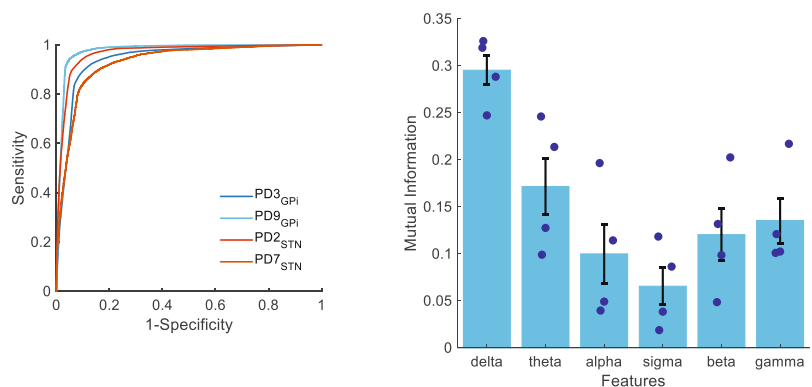 1
0.8
0.6
0.4
0.2
0
Sensitivity
0
0.2
0.4
0.6
0.8
1
1-Specificity
PD3GPi
PD9GPi
PD2STN
PD7STN
0.35
0.3
0.25
0.2
0.15
0.1
0.05
0
Mutual Information
delta
theta
alpha
sigma
beta
gamma
Features